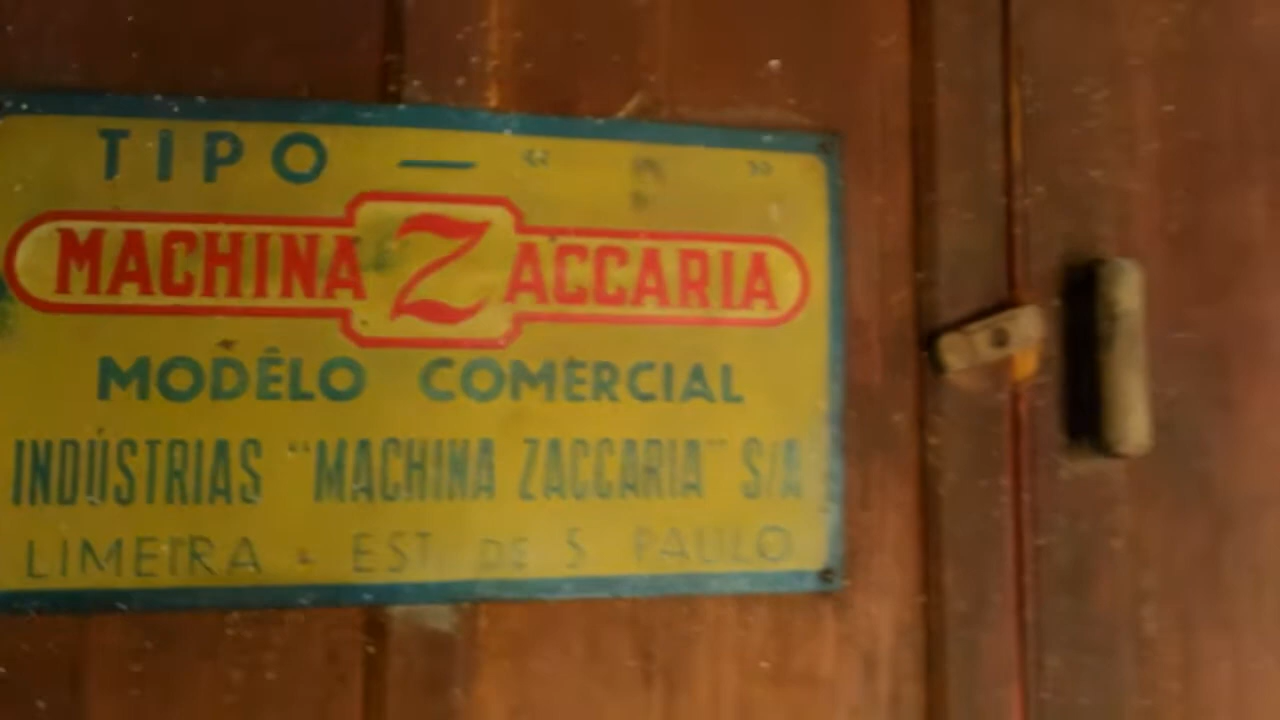 TIPO — « »
MACHINA ZACCARIA
MODÊLO COMERCIAL
INDÚSTRIAS "MACHINA ZACCARIA" S/A
LIMEIRA - EST. DE S. PAULO